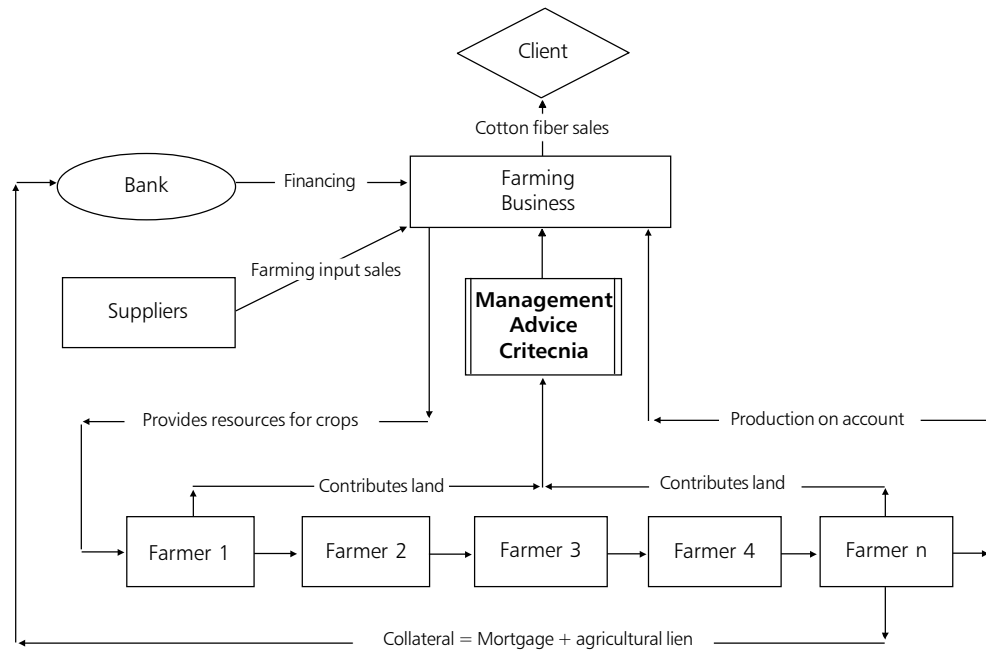 Client
Cotton fiber sales
Bank
Financing
Farming
Business
Farming input sales
Suppliers
Management
Advice
Critecnia
Provides resources for crops
Production on account
Contributes land
Contributes land
Farmer 1
Farmer 2
Farmer 3
Farmer 4
Farmer n
Collateral = Mortgage + agricultural lien